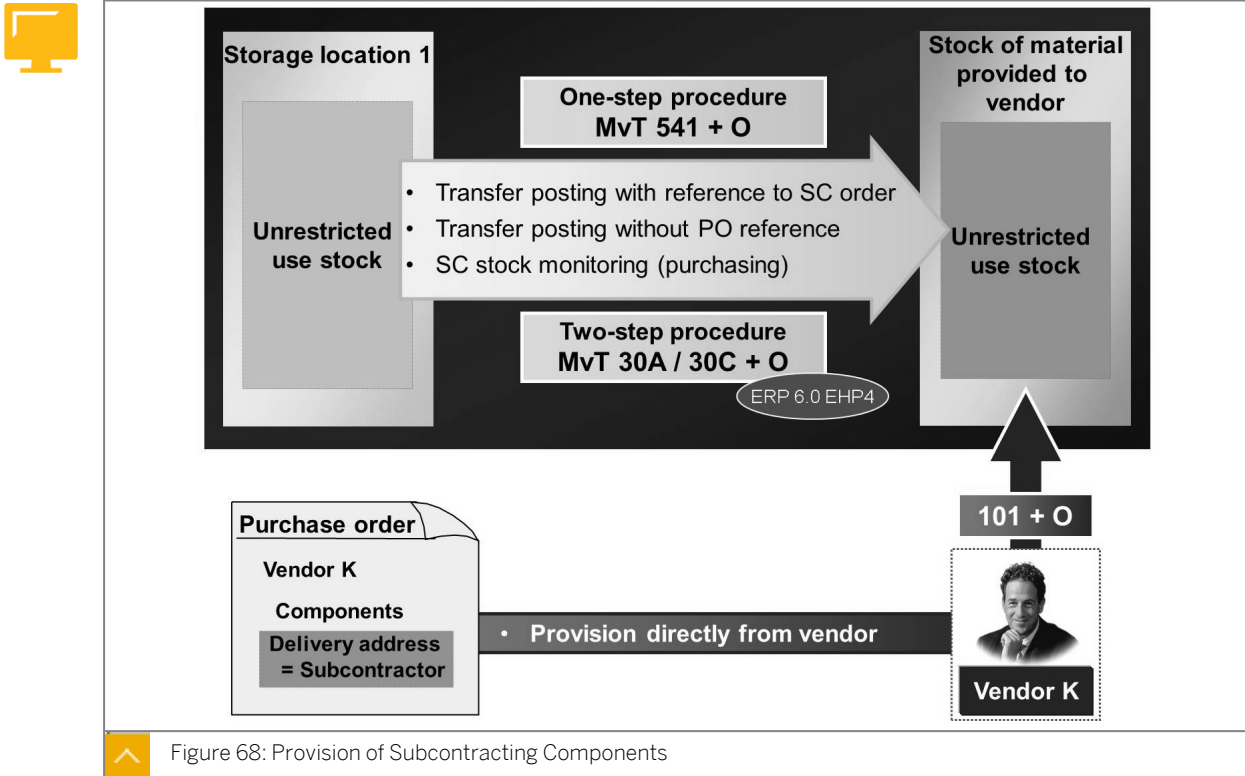 Storage location 1
Unrestricted
use stock
One-step procedure
MvT 541 + O
• Transfer posting with reference to SC order
• Transfer posting without PO reference
• SC stock monitoring (purchasing)
Two-step procedure
MvT 30A / 30C + O
ERP 6.0 EHP4
Stock of material
provided to
vendor
Unrestricted
use stock
101 + O
Purchase order
Vendor K
Components
Delivery address
= Subcontractor
• Provision directly from vendor
Vendor K
Figure 68: Provision of Subcontracting Components